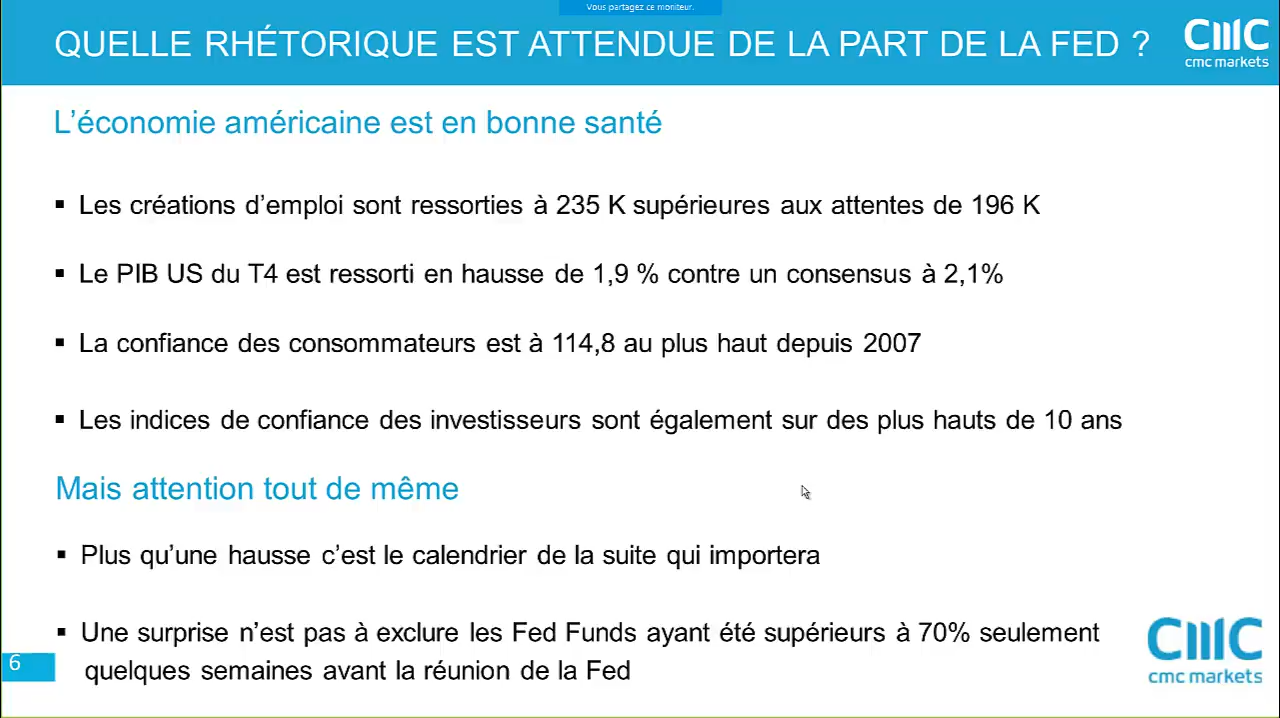 Vous partagez ce moniteur.
QUELLE RHÉTORIQUE EST ATTENDUE DE LA PART DE LA FED ?
CMC
cmc markets
L’économie américaine est en bonne santé
▪ Les créations d’emploi sont ressorties à 235 K supérieures aux attentes de 196 K
▪ Le PIB US du T4 est ressorti en hausse de 1,9 % contre un consensus à 2,1%
▪ La confiance des consommateurs est à 114,8 au plus haut depuis 2007
▪ Les indices de confiance des investisseurs sont également sur des plus hauts de 10 ans
Mais attention tout de même
▪ Plus qu’une hausse c’est le calendrier de la suite qui importera
▪ Une surprise n’est pas à exclure les Fed Funds ayant été supérieurs à 70% seulement
quelques semaines avant la réunion de la Fed
6
CMC
cmc markets